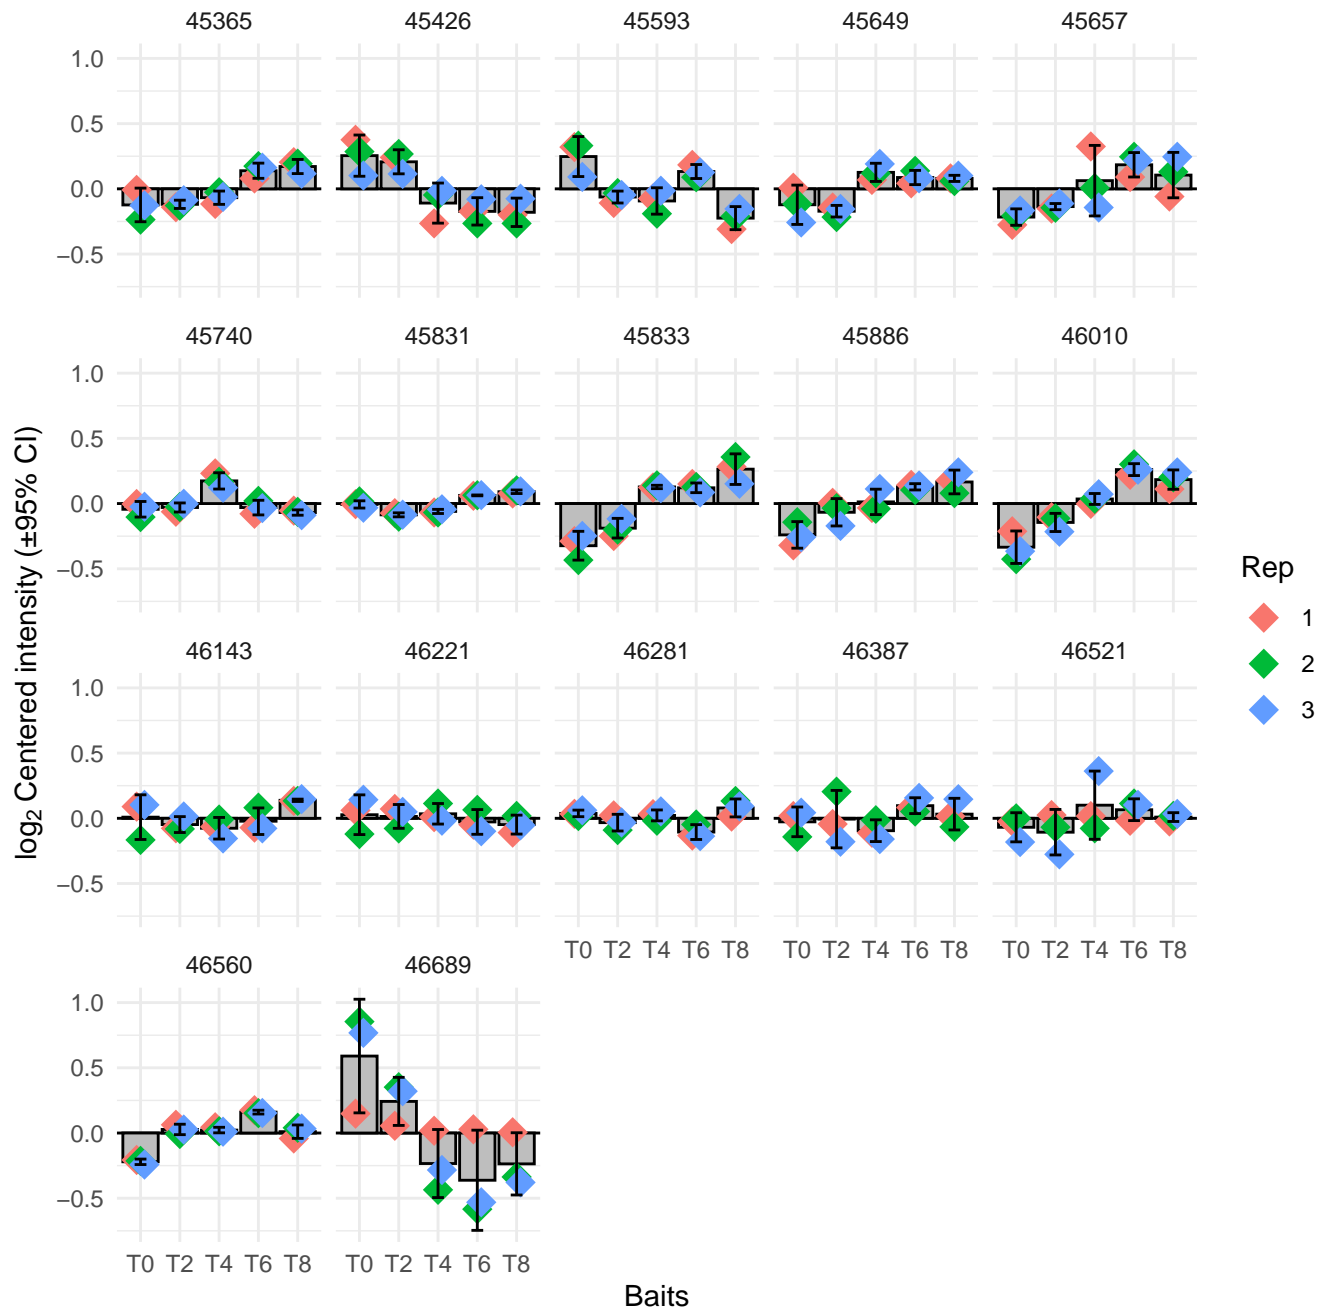 45365 45426 45593 45649 45657
1.0
0.5
0.0
−0.5
45740 45831 45833 45886 46010
1.0
0.5
0.0
−0.5
46143 46221 46281 46387 46521
1.0
0.5
0.0
−0.5
T0 T2 T4 T6 T8 T0 T2 T4 T6 T8 T0 T2 T4 T6 T8
46560 46689
1.0
0.5
0.0
−0.5
T0 T2 T4 T6 T8 T0 T2 T4 T6 T8
Baits
log2 Centered intensity (±95% CI)
Rep
1
2
3